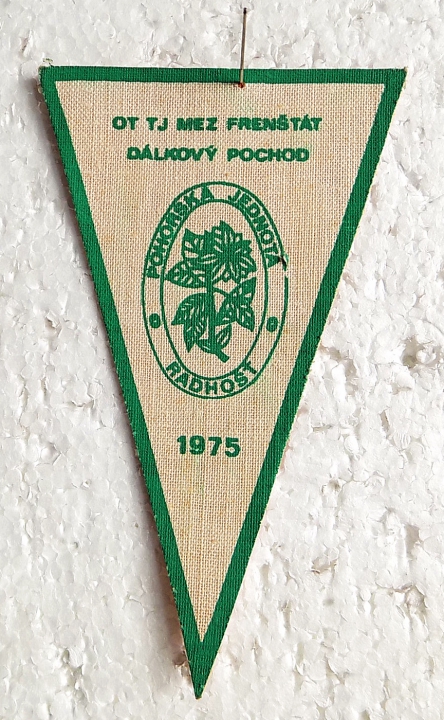 OT TJ MEZ FRENŠTÁT
DÁLKOVÝ POCHOD
POHORSKÁ JEDNOTA
RADHOŠŤ
1975